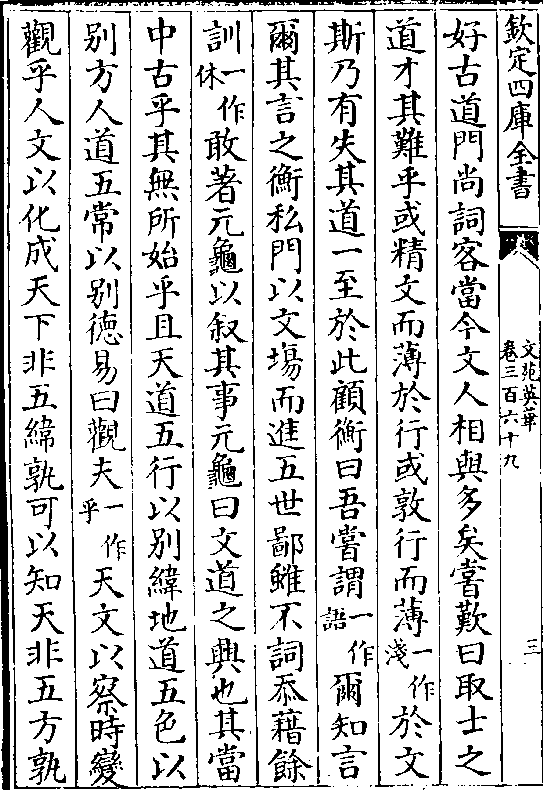 欽定四庫全書
文苑英華
卷三百六十九
三
好古道門尚詞客當今文人相與多矣嘗歎曰取士之
道才其難乎或精文而薄於行或敦行而薄一作淺於文
斯乃有失其道一至於此顧衡曰吾嘗謂一作語爾知言
爾其言之衡私門以文塲而進五世鄙雖不詞忝藉餘
訓一作休敢著元龜以叙其事元龜曰文道之興也其當
中古乎其無所始乎且天道五行以别緯地道五色以
别方人道五常以别徳易曰觀夫一作乎天文以察時變
觀乎人文以化成天下非五緯孰可以知天非五方孰